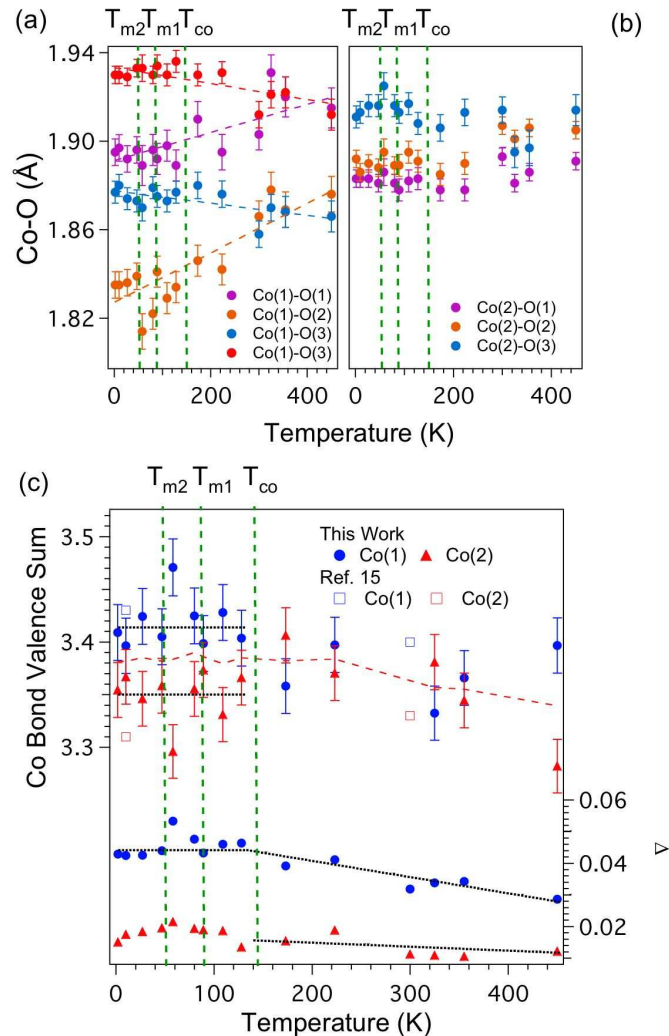 (a)
T_m2 T_m1 T_co
T_m2 T_m1 T_co
(b)
1.94
1.90
1.86
1.82
Co-O (Å)
Co(1)-O(1)
Co(1)-O(2)
Co(1)-O(3)
Co(1)-O(3)
Co(2)-O(1)
Co(2)-O(2)
Co(2)-O(3)
0 200 400
0 200 400
Temperature (K)
Temperature (K)
(c)
T_m2 T_m1 T_co
Co Bond Valence Sum
3.5
3.4
3.3
This Work
Co(1) Co(2)
Ref. 15
Co(1) Co(2)
0.06
0.04
0.02
Δ
0 100 200 300 400
Temperature (K)